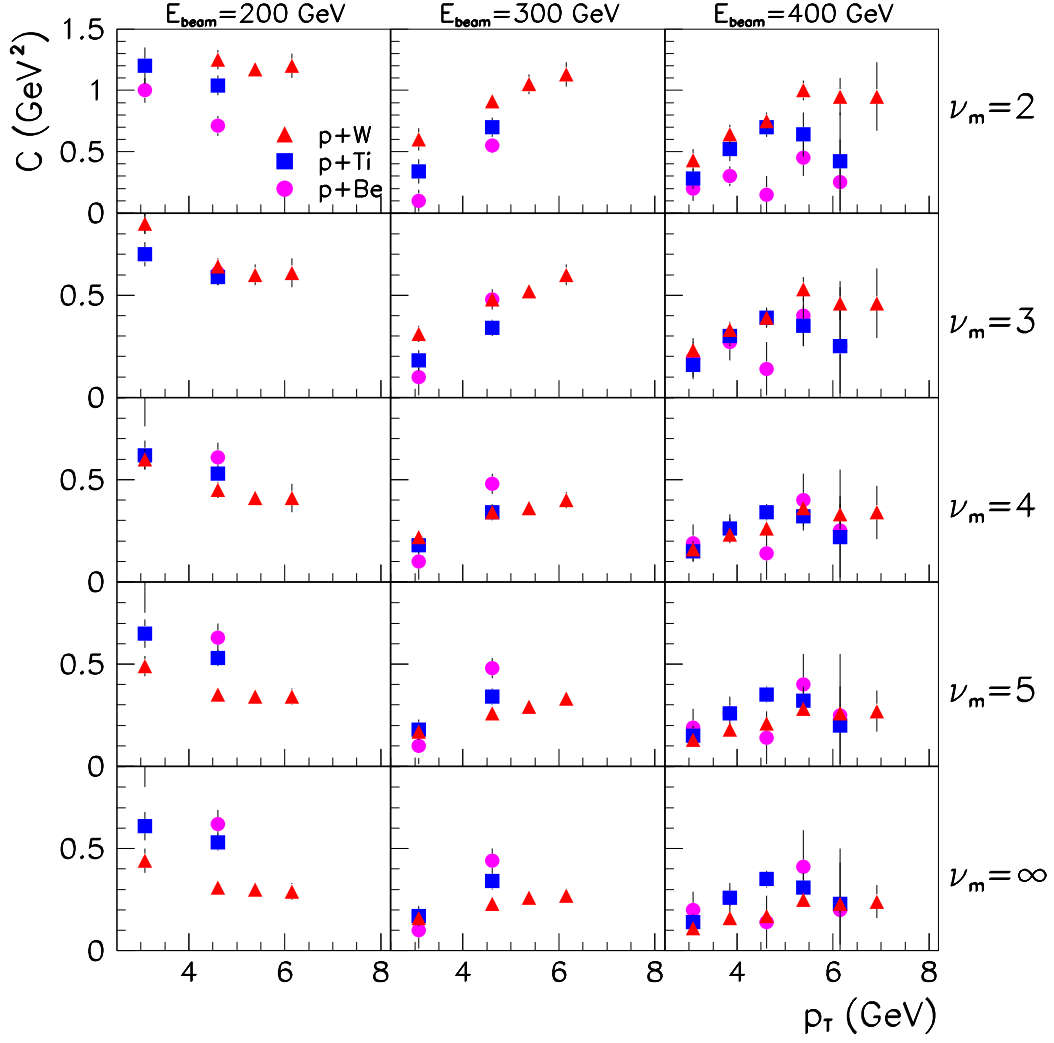 E_beam=200 GeV E_beam=300 GeV E_beam=400 GeV
C (GeV²)
1.5
1
0.5
0
p+W
p+Ti
p+Be
ν_m=2
0.5
0
ν_m=3
0.5
0
ν_m=4
0.5
0
ν_m=5
0.5
0
ν_m=∞
4 6 8 4 6 8 4 6 8
p_T (GeV)